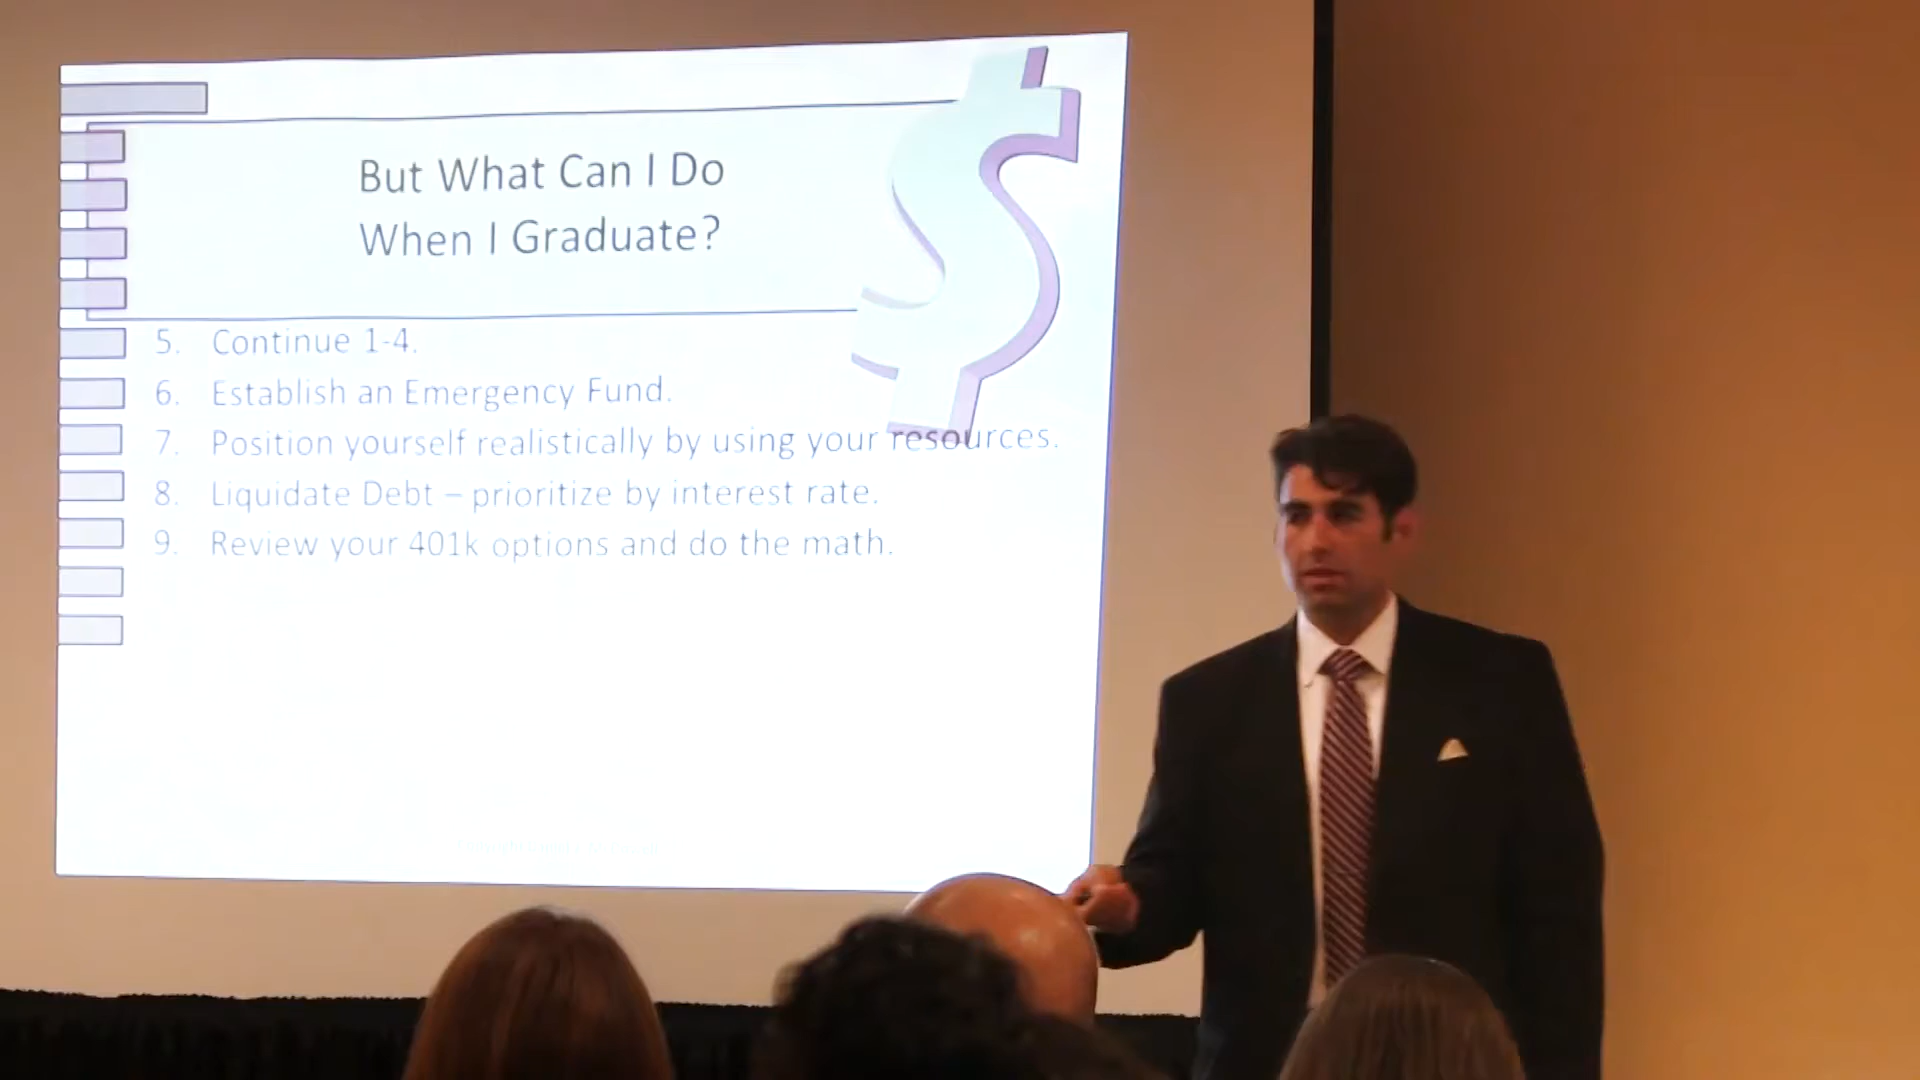 But What Can I Do
When I Graduate?
5. Continue 1-4.
6. Establish an Emergency Fund.
7. Position yourself realistically by using your resources.
8. Liquidate Debt – prioritize by interest rate.
9. Review your 401k options and do the math.